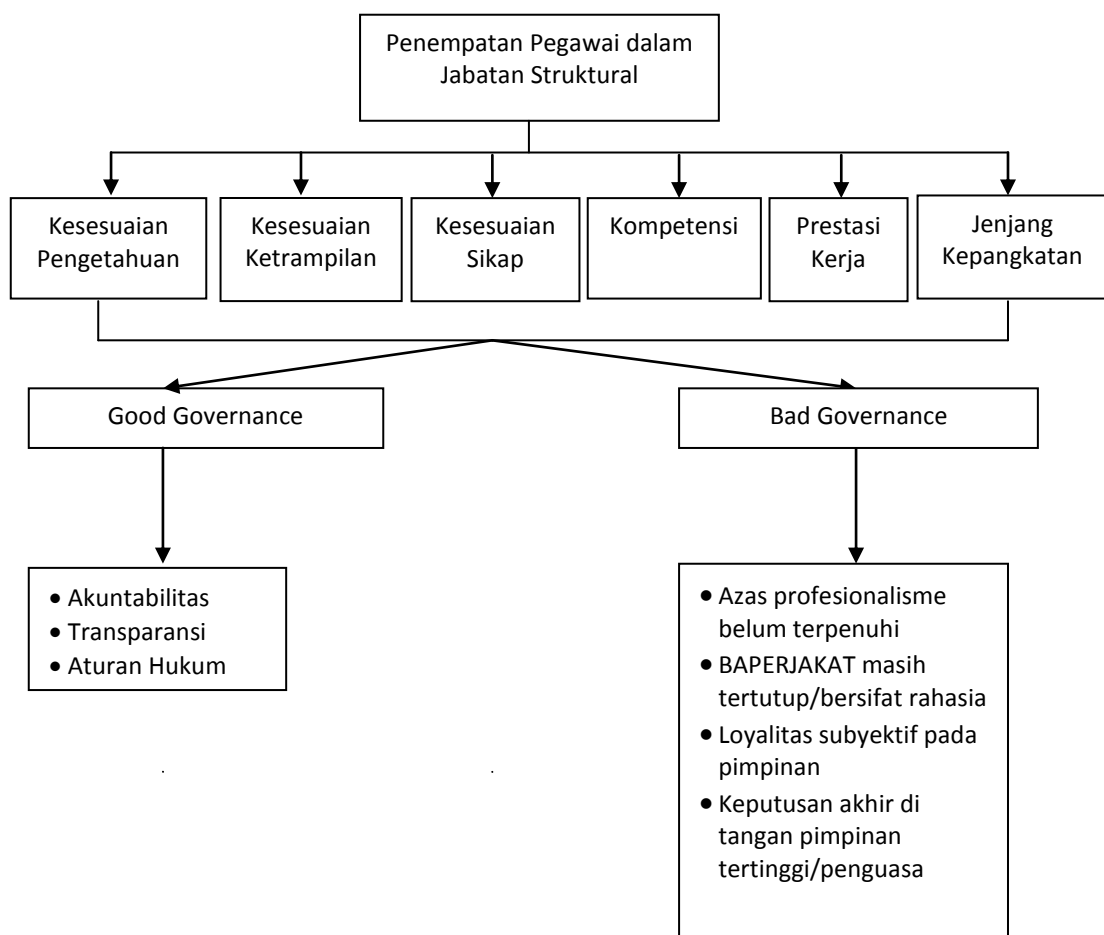 Penempatan Pegawai dalam
Jabatan Struktural
Kesesuaian
Pengetahuan
Kesesuaian
Ketrampilan
Kesesuaian
Sikap
Kompetensi
Prestasi
Kerja
Jenjang
Kepangkatan
Good Governance
Bad Governance
• Akuntabilitas
• Transparansi
• Aturan Hukum
• Azas profesionalisme
belum terpenuhi
• BAPERJAKAT masih
tertutup/bersifat rahasia
• Loyalitas subyektif pada
pimpinan
• Keputusan akhir di
tangan pimpinan
tertinggi/penguasa